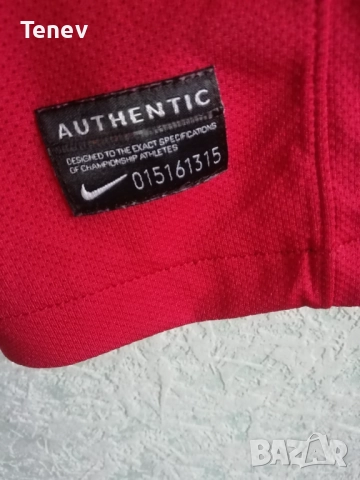 Tenev
AUTHENTIC
DESIGNED TO THE EXACT SPECIFICATIONS
OF CHAMPIONSHIP ATHLETES
015161315
BAZAR